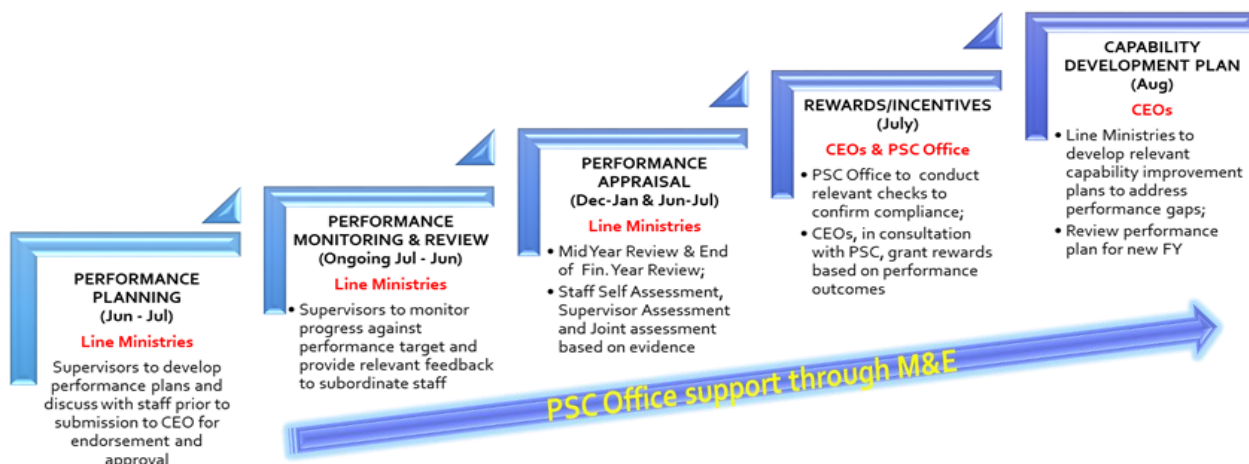 PERFORMANCE
PLANNING
(Jun - Jul)
Line Ministries
Supervisors to develop
performance plans and
discuss with staff prior to
submission to CEO for
endorsement and
approval
PERFORMANCE
MONITORING & REVIEW
(Ongoing Jul - Jun)
Line Ministries
• Supervisors to monitor
progress against
performance target and
provide relevant feedback
to subordinate staff
PERFORMANCE
APPRAISAL
(Dec-Jan & Jun-Jul)
Line Ministries
• Mid Year Review & End
of Fin. Year Review;
• Staff Self Assessment,
Supervisor Assessment
and Joint assessment
based on evidence
REWARDS/INCENTIVES
(July)
CEOs & PSC Office
• PSC Office to conduct
relevant checks to
confirm compliance;
• CEOs, in consultation
with PSC, grant rewards
based on performance
outcomes
CAPABILITY
DEVELOPMENT PLAN
(Aug)
CEOs
• Line Ministries to
develop relevant
capability improvement
plans to address
performance gaps;
• Review performance
plan for new FY
PSC Office support through M&E